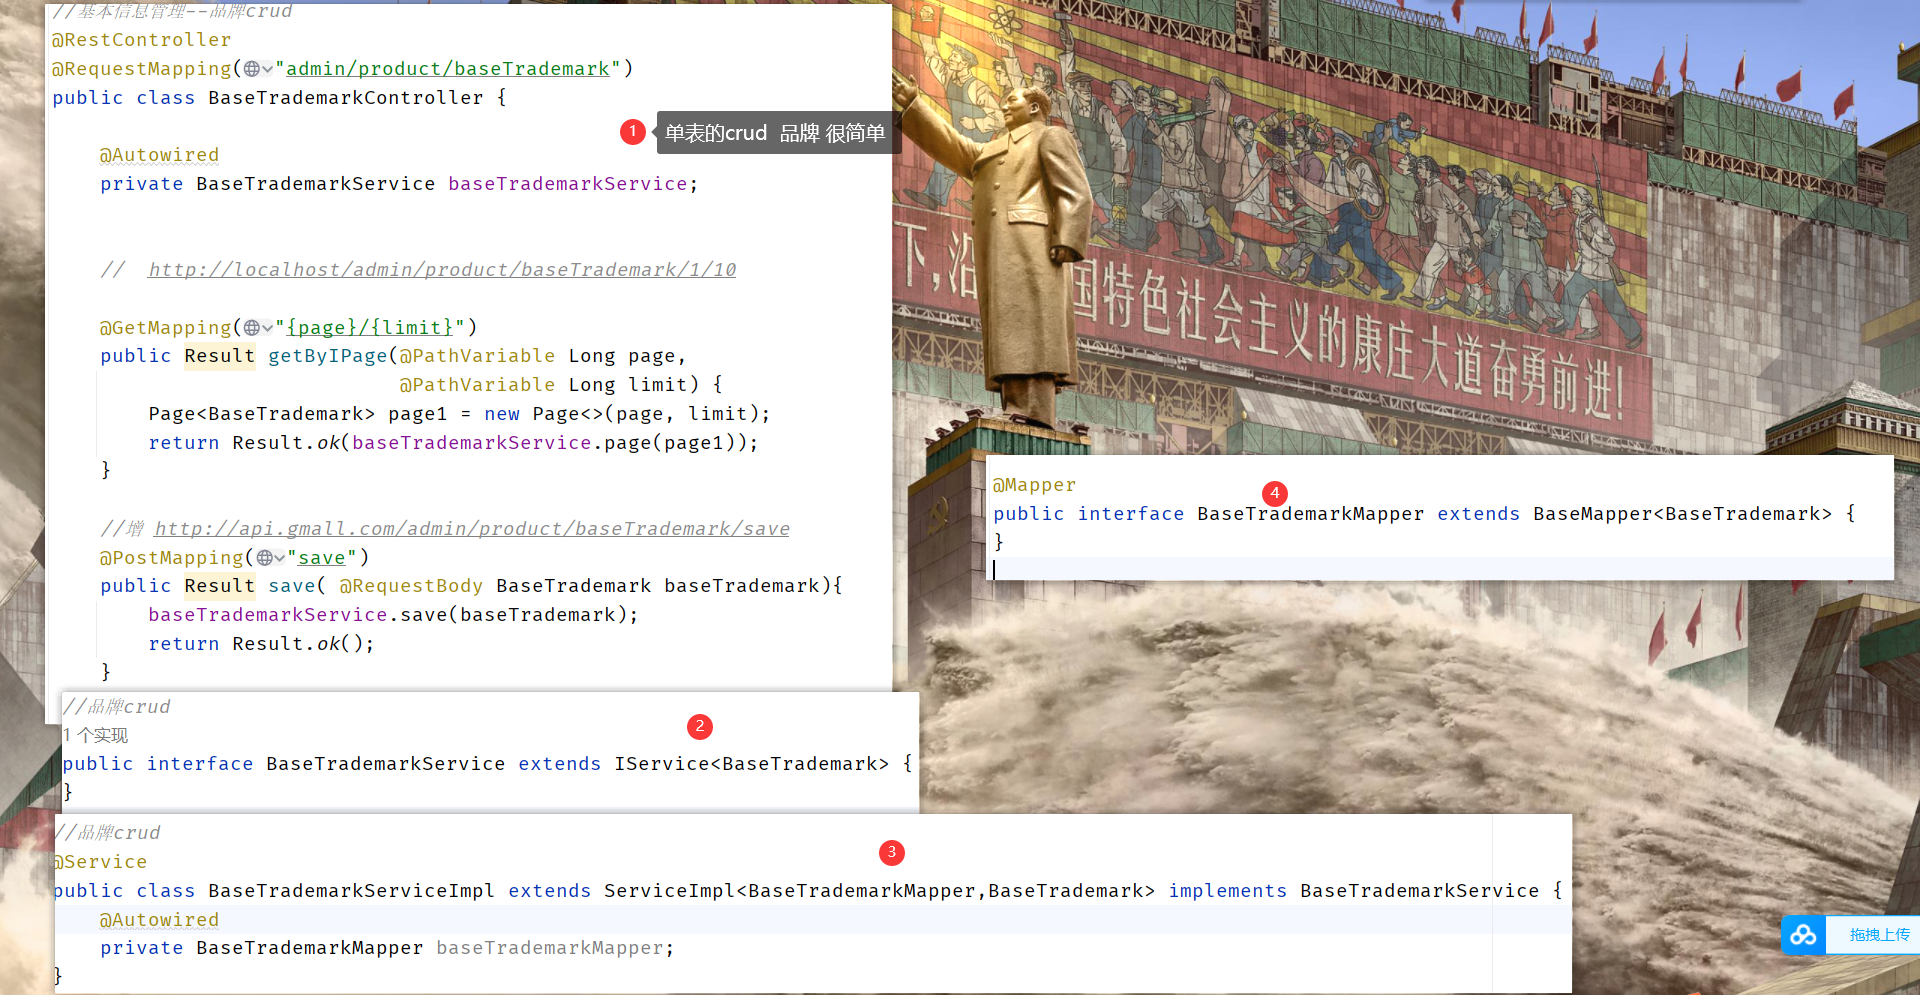 //基本信息管理--品牌crud
@RestController
@RequestMapping("admin/product/baseTrademark")
public class BaseTrademarkController {
1 单表的crud 品牌 很简单
@Autowired
private BaseTrademarkService baseTrademarkService;
// http://localhost/admin/product/baseTrademark/1/10
@GetMapping("{page}/{limit}")
public Result getByIPage(@PathVariable Long page,
@PathVariable Long limit) {
Page<BaseTrademark> page1 = new Page<>(page, limit);
return Result.ok(baseTrademarkService.page(page1));
}
//增 http://api.gmall.com/admin/product/baseTrademark/save
@PostMapping("save")
public Result save( @RequestBody BaseTrademark baseTrademark){
baseTrademarkService.save(baseTrademark);
return Result.ok();
}
//品牌crud
2
1 个实现
public interface BaseTrademarkService extends IService<BaseTrademark> {
}
//品牌crud
3
@Service
public class BaseTrademarkServiceImpl extends ServiceImpl<BaseTrademarkMapper,BaseTrademark> implements BaseTrademarkService {
@Autowired
private BaseTrademarkMapper baseTrademarkMapper;
}
下,沿
国特色社会主义的康庄大道奋勇前进!
@Mapper
4
public interface BaseTrademarkMapper extends BaseMapper<BaseTrademark> {
}
拖拽上传